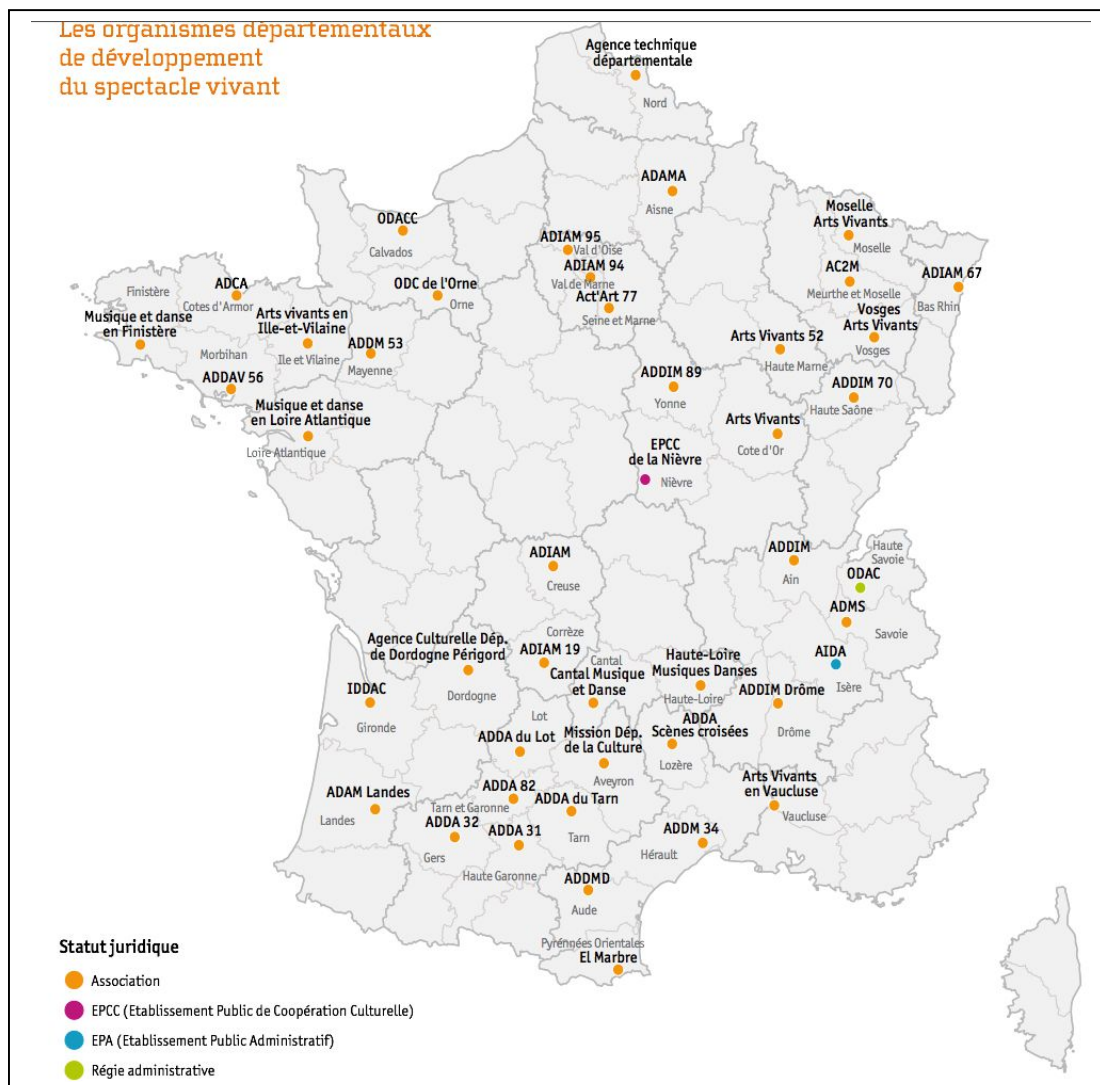 Les organismes départementaux
de développement
du spectacle vivant
Agence technique
départementale
Nord
ADAMA
Aisne
Moselle
Arts Vivants
Moselle
ODACC
Calvados
ADIAM 95
Val d'Oise
ADIAM 94
Val de Marne
Act'Art 77
Seine et Marne
AC2M
Meurthe et Moselle
ADIAM 67
Bas Rhin
Vosges
Arts Vivants
Vosges
Finistère
ADCA
Cotes d'Armor
ODC de l'Orne
Orne
Musique et danse
en Finistère
Arts vivants en
Ille-et-Vilaine
Ile et Vilaine
ADDM 53
Mayenne
Morbihan
ADDAV 56
Arts Vivants 52
Haute Marne
ADDIM 89
Yonne
ADDIM 70
Haute Saône
Musique et danse
en Loire Atlantique
Loire Atlantique
Arts Vivants
Cote d'Or
EPCC
de la Nièvre
Nièvre
ADIAM
Creuse
ADDIM
Ain
Haute
Savoie
ODAC
ADMS
Savoie
Corrèze
ADIAM 19
Agence Culturelle Dép.
de Dordogne Périgord
Dordogne
Cantal
Cantal Musique
et Danse
Haute-Loire
Musiques Danses
Haute-Loire
AIDA
Isère
IDDAC
Gironde
ADDIM Drôme
Drôme
Lot
ADDA du Lot
Mission Dép.
de la Culture
Aveyron
ADDA
Scènes croisées
Lozère
Arts Vivants
en Vaucluse
Vaucluse
ADAM Landes
Landes
ADDA 82
Tarn et Garonne
ADDA du Tarn
Tarn
ADDA 32
Gers
ADDA 31
Haute Garonne
ADDM 34
Hérault
ADDMD
Aude
Pyrénnées Orientales
El Marbre
Statut juridique
Association
EPCC (Etablissement Public de Coopération Culturelle)
EPA (Etablissement Public Administratif)
Régie administrative